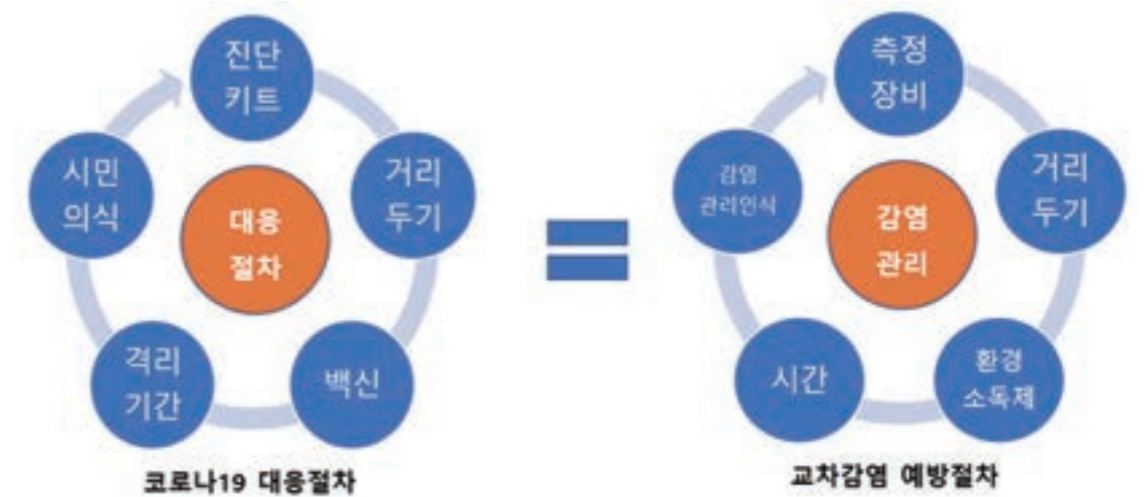 진단
키트
거리
두기
백신
격리
기간
시민
의식
대응
절차
코로나19 대응절차
측정
장비
거리
두기
환경
소독제
시간
감염
관리인식
감염
관리
교차감염 예방절차